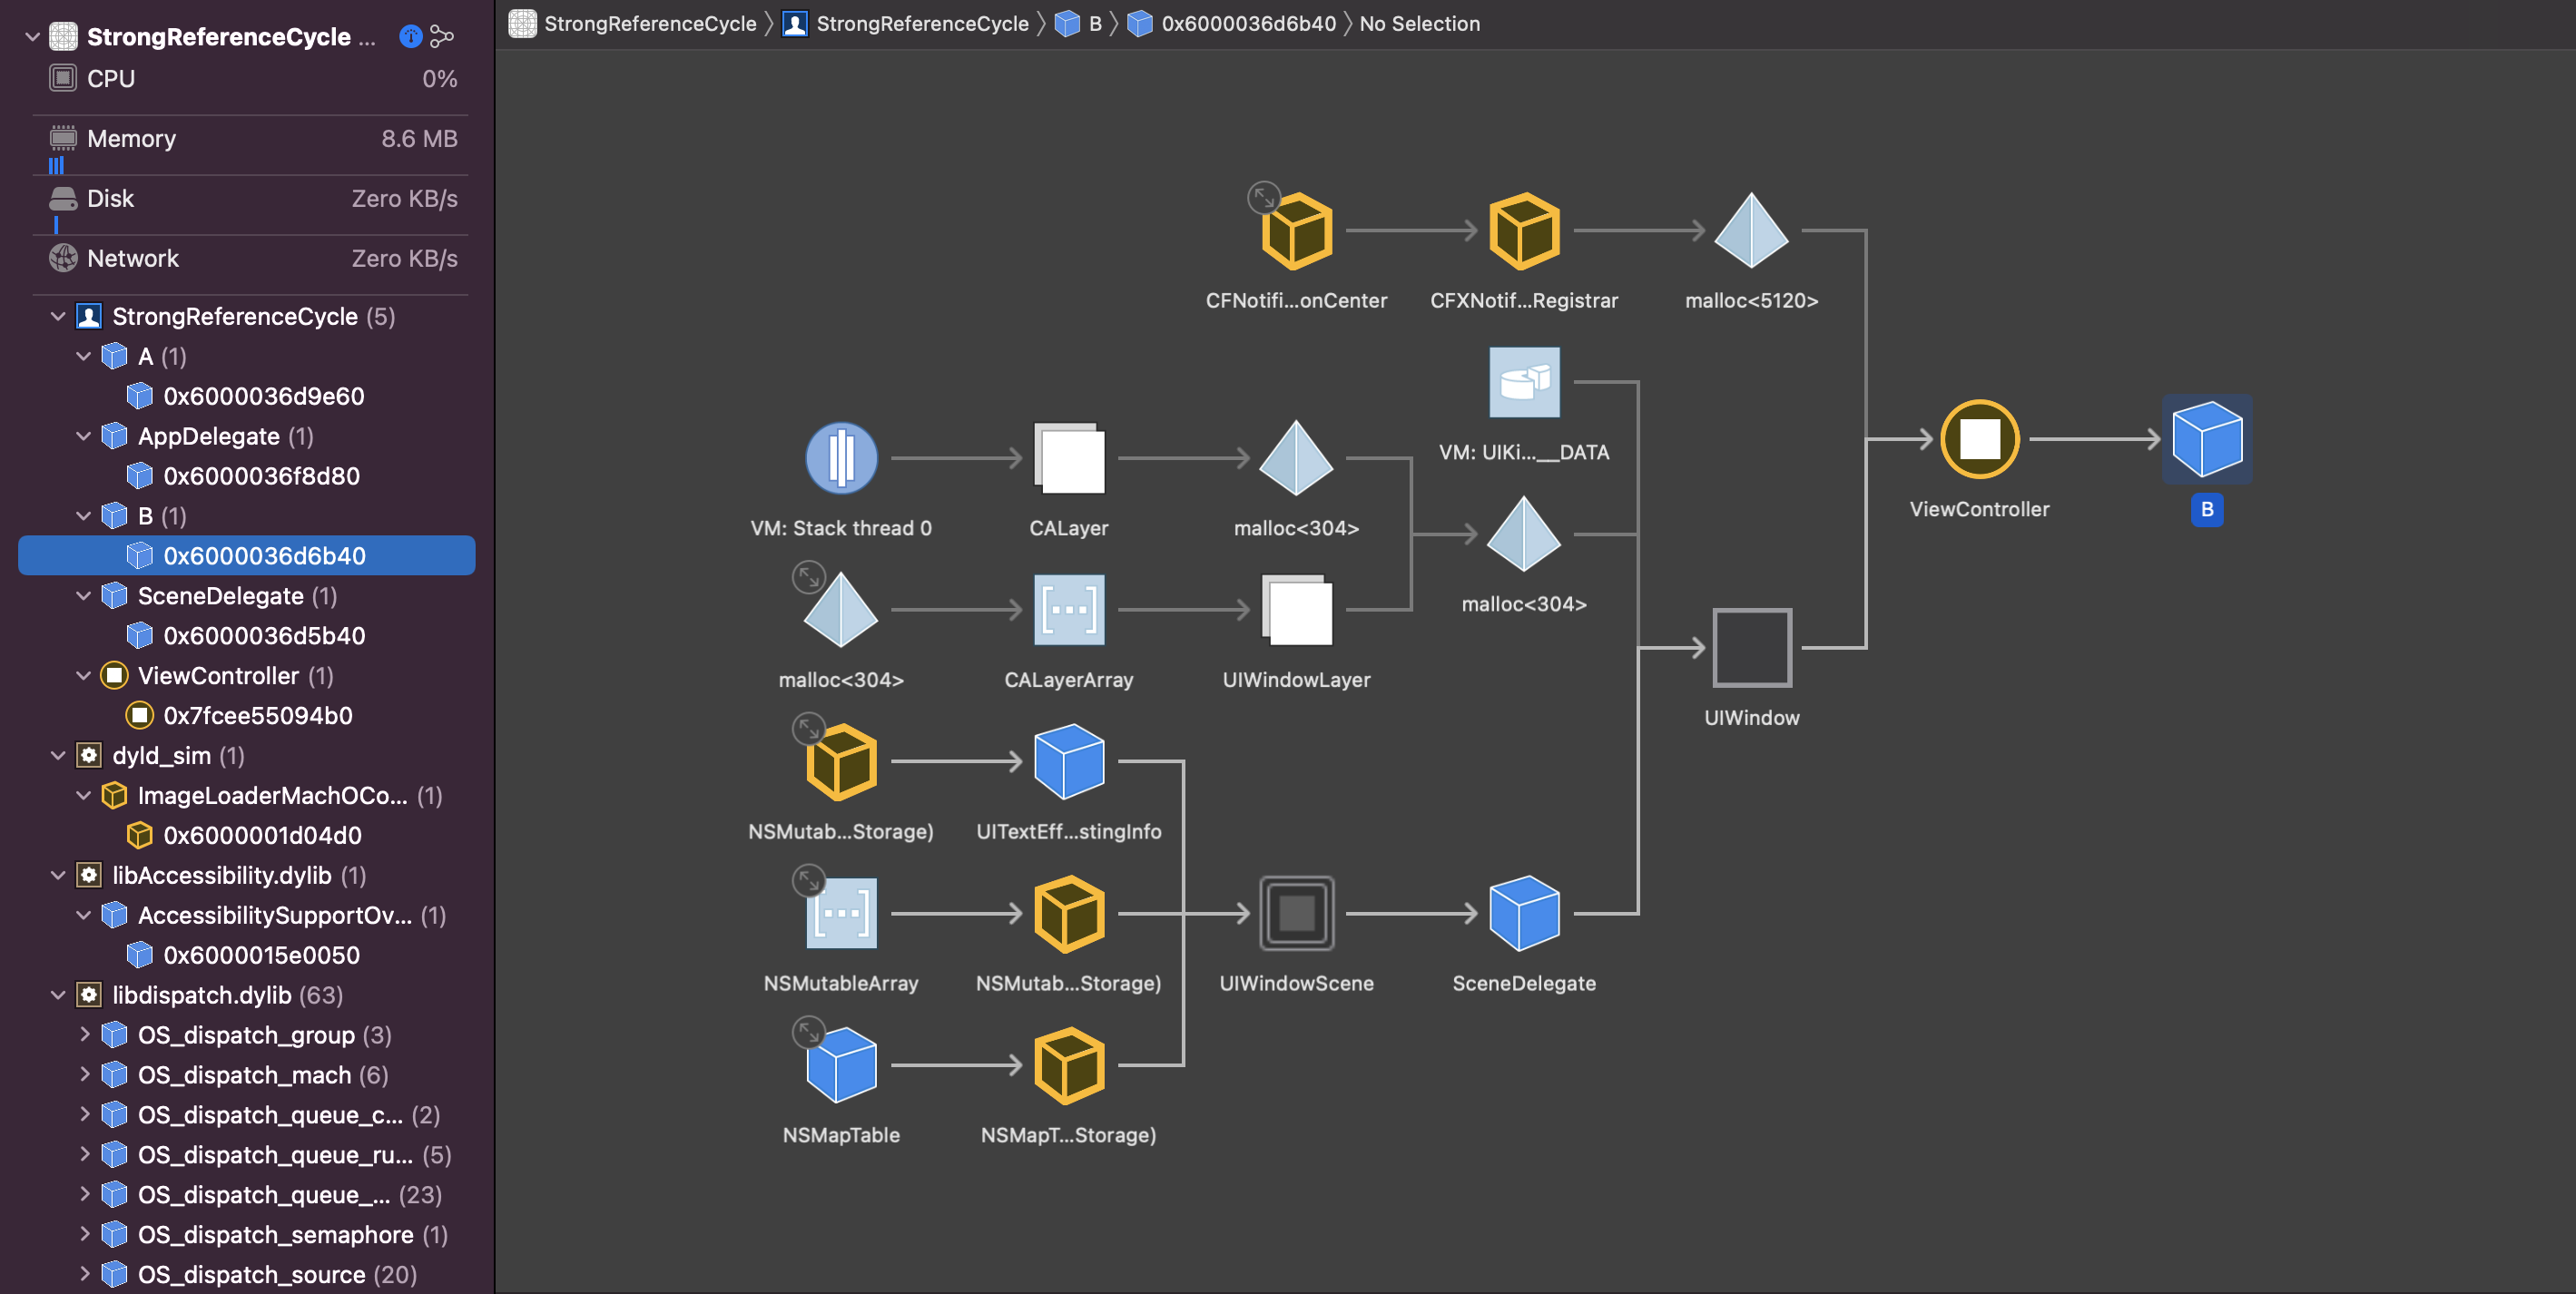 StrongReferenceCycle ...
CPU 0%
Memory 8.6 MB
Disk Zero KB/s
Network Zero KB/s
StrongReferenceCycle (5)
A (1)
0x6000036d9e60
AppDelegate (1)
0x6000036f8d80
B (1)
0x6000036d6b40
SceneDelegate (1)
0x6000036d5b40
ViewController (1)
0x7fcee55094b0
dyld_sim (1)
ImageLoaderMachOCo... (1)
0x6000001d04d0
libAccessibility.dylib (1)
AccessibilitySupportOv... (1)
0x6000015e0050
libdispatch.dylib (63)
OS_dispatch_group (3)
OS_dispatch_mach (6)
OS_dispatch_queue_c... (2)
OS_dispatch_queue_ru... (5)
OS_dispatch_queue_... (23)
OS_dispatch_semaphore (1)
OS_dispatch_source (20)
StrongReferenceCycle 〉 StrongReferenceCycle 〉 B 〉 0x6000036d6b40 〉 No Selection
CFNotifi...onCenter CFXNotif...Registrar malloc<5120>
VM: UIKi...__DATA
ViewController B
VM: Stack thread 0 CALayer malloc<304>
malloc<304>
malloc<304> CALayerArray UIWindowLayer
UIWindow
NSMutab...Storage) UITextEff...stingInfo
NSMutableArray NSMutab...Storage) UIWindowScene SceneDelegate
NSMapTable NSMapT...Storage)